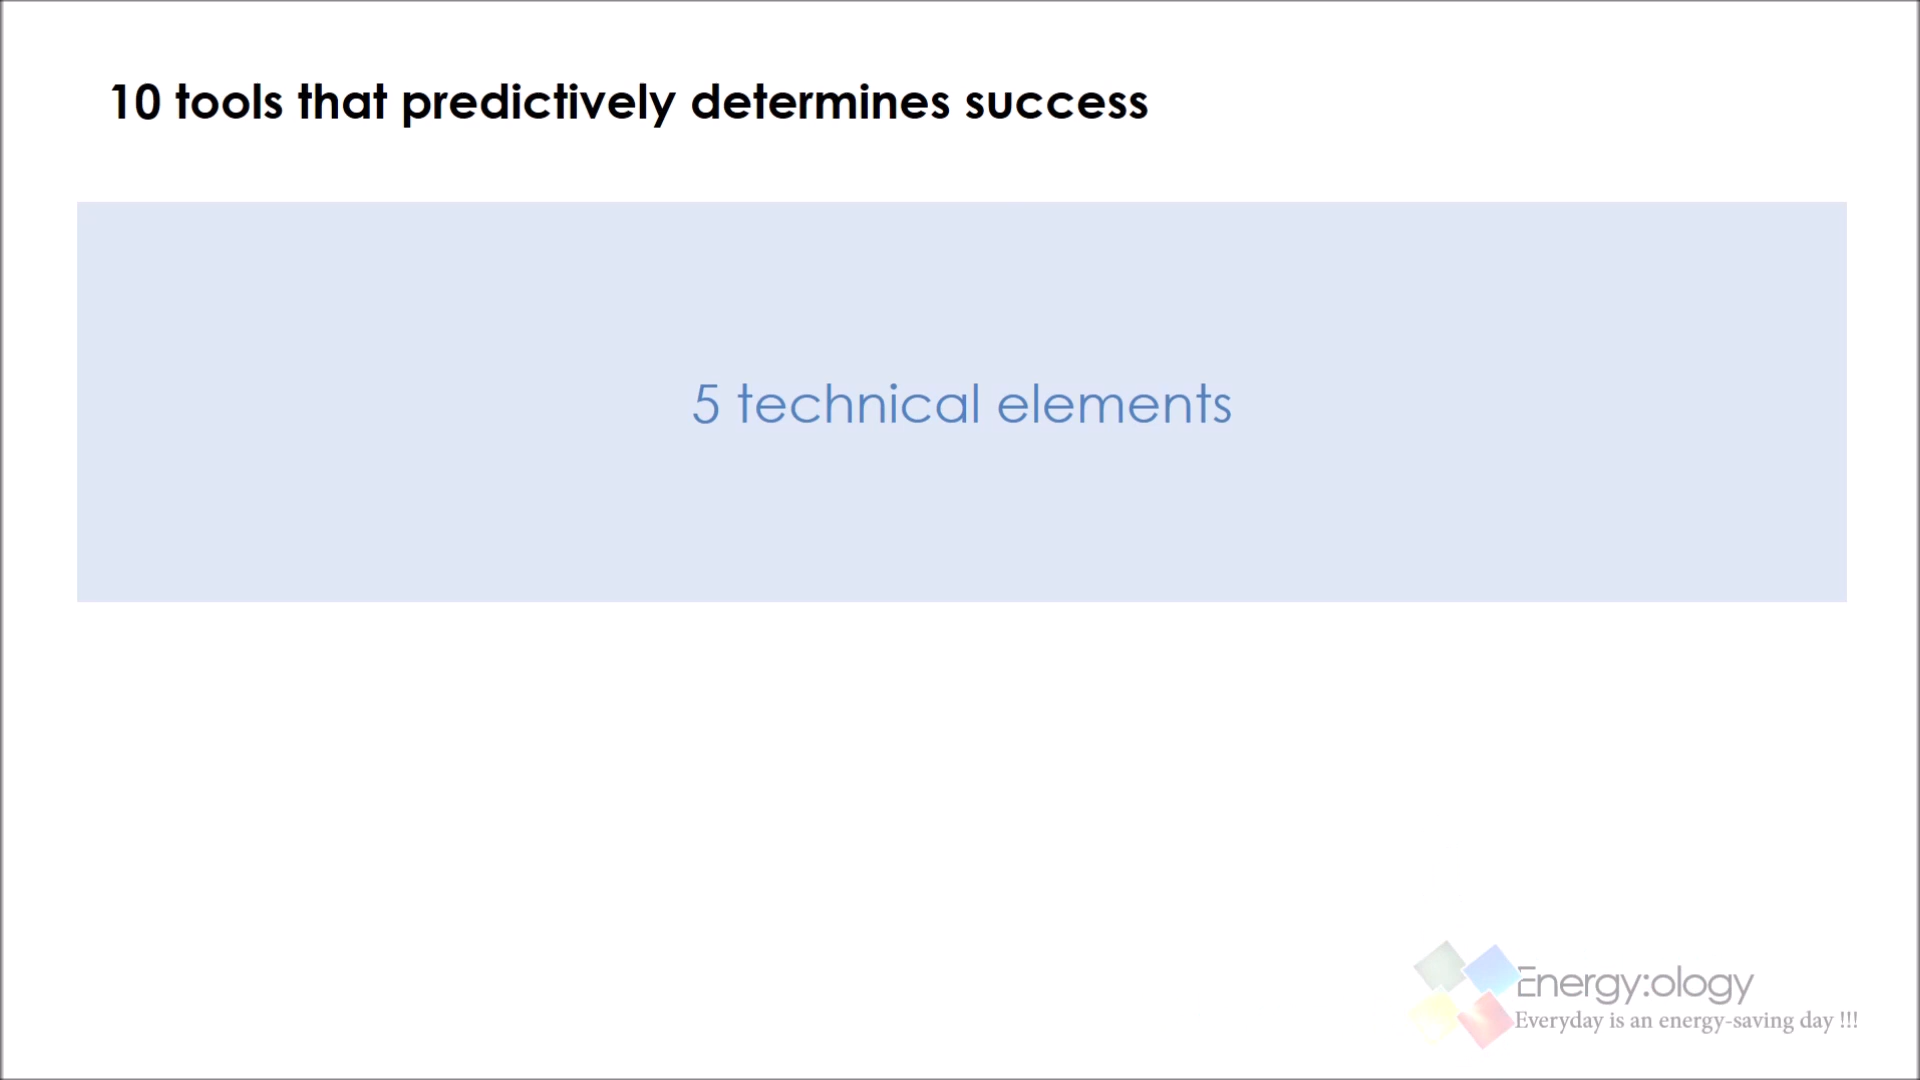 10 tools that predictively determines success
5 technical elements
Energy:ology
Everyday is an energy-saving day !!!